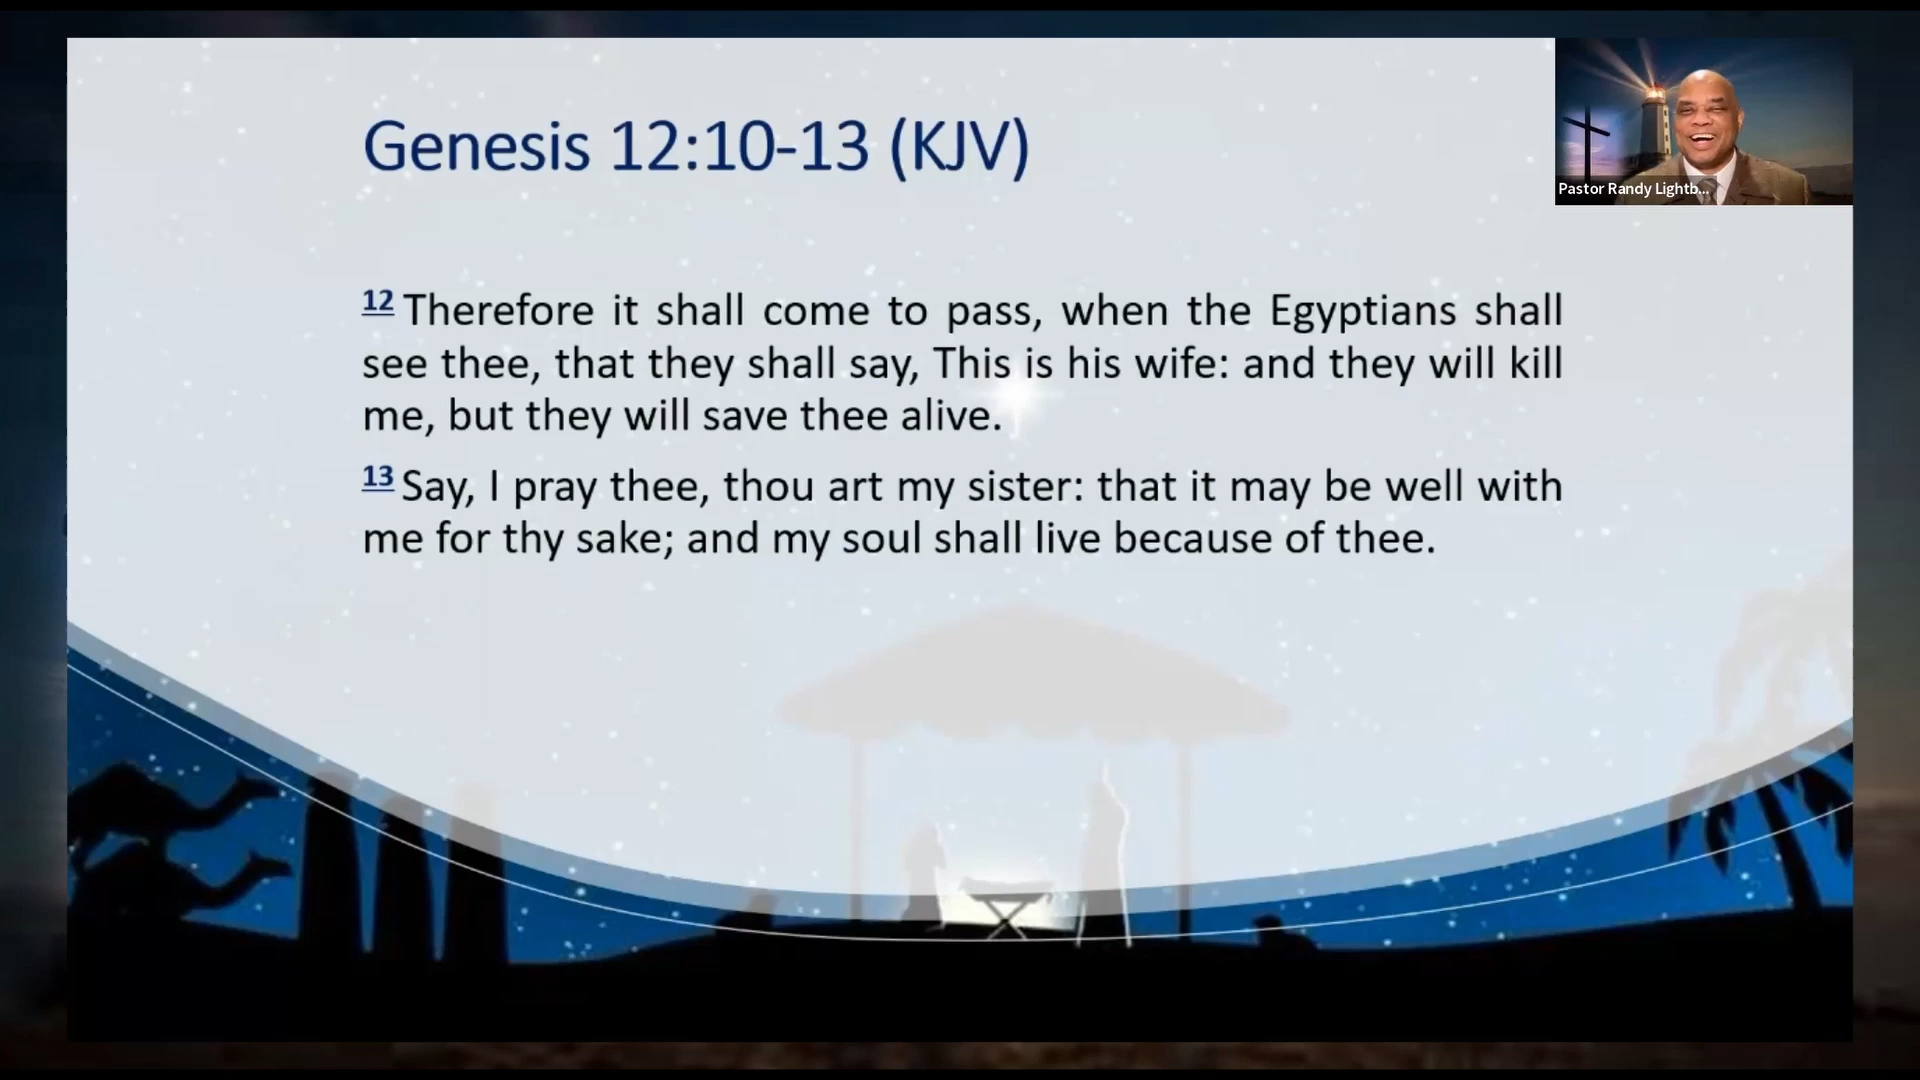 Genesis 12:10-13 (KJV)
Pastor Randy Lightb...
12 Therefore it shall come to pass, when the Egyptians shall
see thee, that they shall say, This is his wife: and they will kill
me, but they will save thee alive.
13 Say, I pray thee, thou art my sister: that it may be well with
me for thy sake; and my soul shall live because of thee.